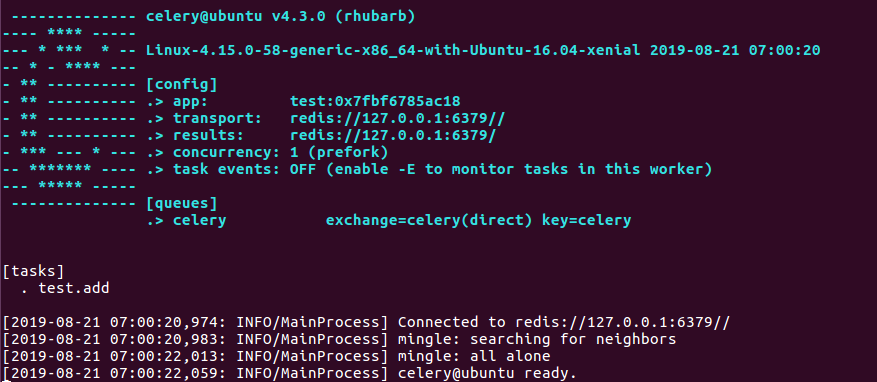 -------------- celery@ubuntu v4.3.0 (rhubarb)
---- **** -----
--- * ***  * -- Linux-4.15.0-58-generic-x86_64-with-Ubuntu-16.04-xenial 2019-08-21 07:00:20
-- * - **** ---
- ** ---------- [config]
- ** ---------- .> app:         test:0x7fbf6785ac18
- ** ---------- .> transport:   redis://127.0.0.1:6379//
- ** ---------- .> results:     redis://127.0.0.1:6379/
- *** --- * --- .> concurrency: 1 (prefork)
-- ******* ---- .> task events: OFF (enable -E to monitor tasks in this worker)
--- ***** -----
 -------------- [queues]
                .> celery           exchange=celery(direct) key=celery
[tasks]
  . test.add
[2019-08-21 07:00:20,974: INFO/MainProcess] Connected to redis://127.0.0.1:6379//
[2019-08-21 07:00:20,983: INFO/MainProcess] mingle: searching for neighbors
[2019-08-21 07:00:22,013: INFO/MainProcess] mingle: all alone
[2019-08-21 07:00:22,059: INFO/MainProcess] celery@ubuntu ready.